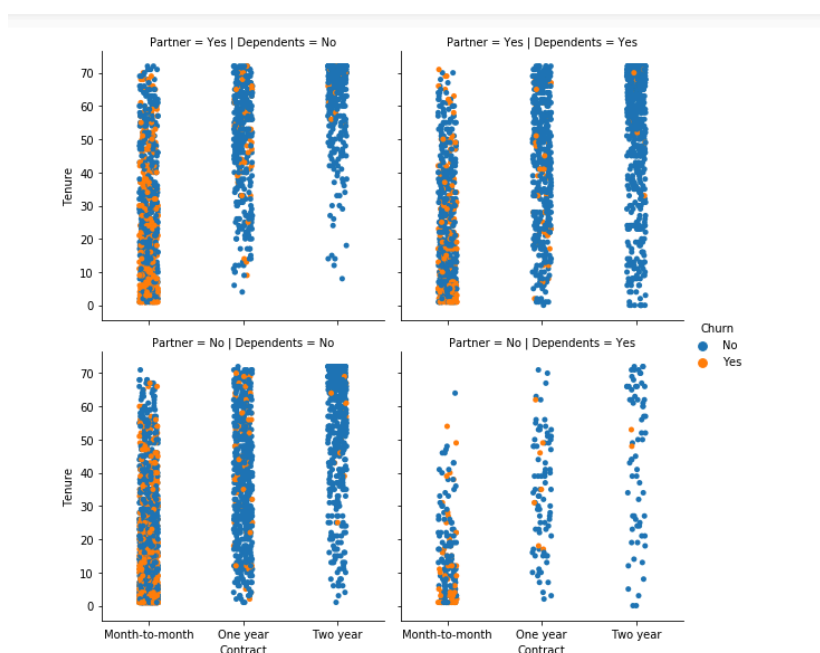 Partner = Yes | Dependents = No
Partner = Yes | Dependents = Yes
70
60
50
40
30
20
10
0
Tenure
Partner = No | Dependents = No
Partner = No | Dependents = Yes
70
60
50
40
30
20
10
0
Tenure
Month-to-month One year Two year
Contract
Month-to-month One year Two year
Contract
Churn
No
Yes